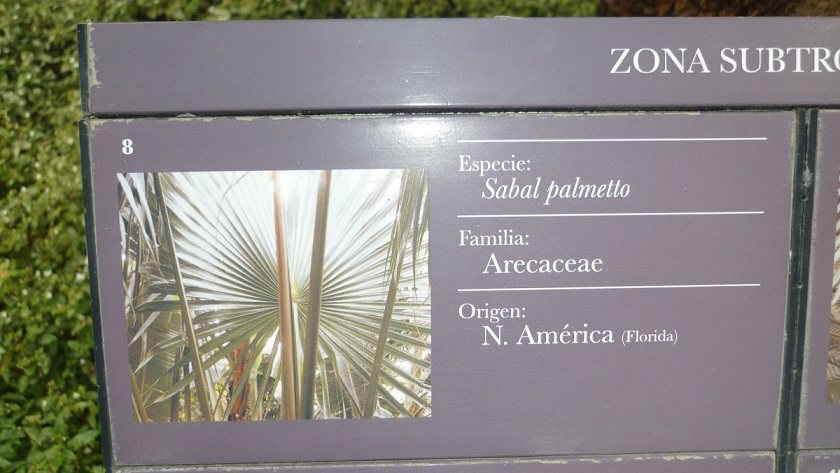 ZONA SUBTRO
8
Especie:
Sabal palmetto
Familia:
Arecaceae
Origen:
N. América (Florida)